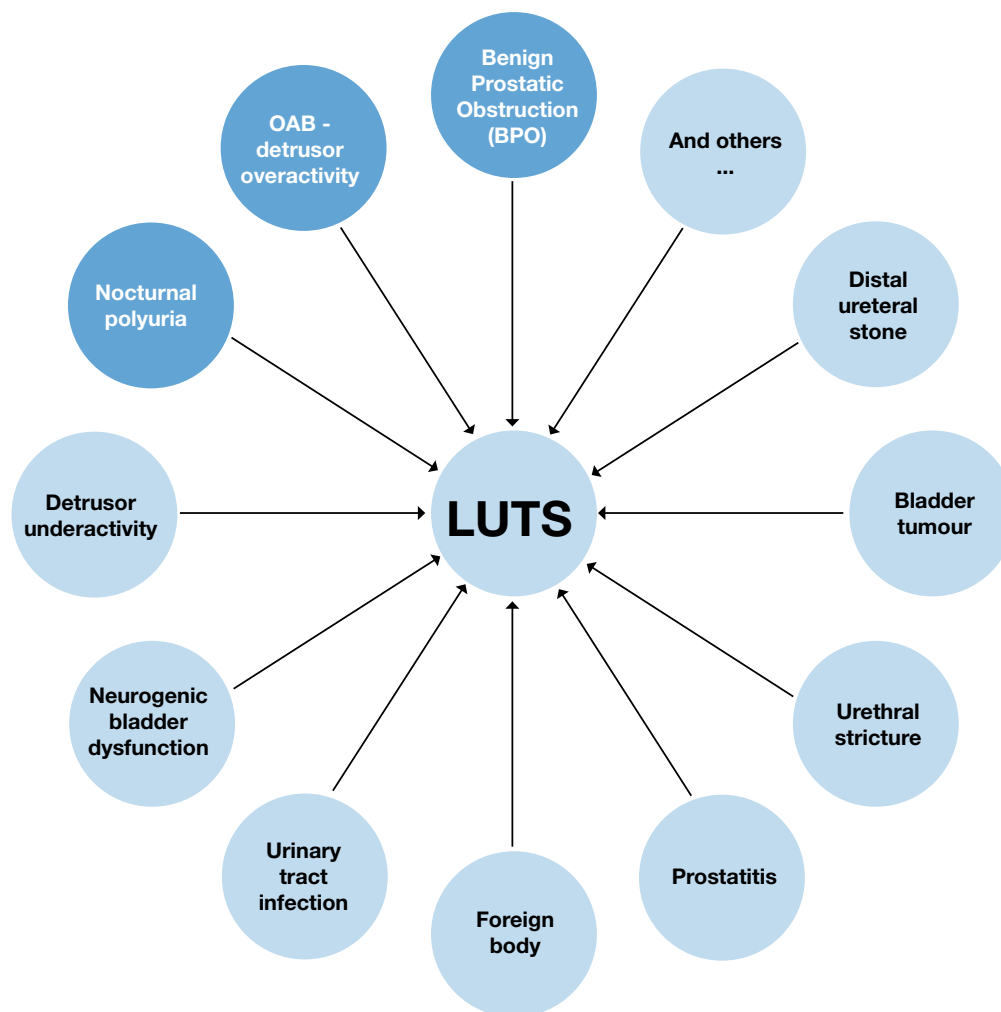 Benign
Prostatic
Obstruction
(BPO)
And others
...
Distal
ureteral
stone
Bladder
tumour
Urethral
stricture
Prostatitis
Foreign
body
Urinary
tract
infection
Neurogenic
bladder
dysfunction
Detrusor
underactivity
Nocturnal
polyuria
OAB -
detrusor
overactivity
LUTS